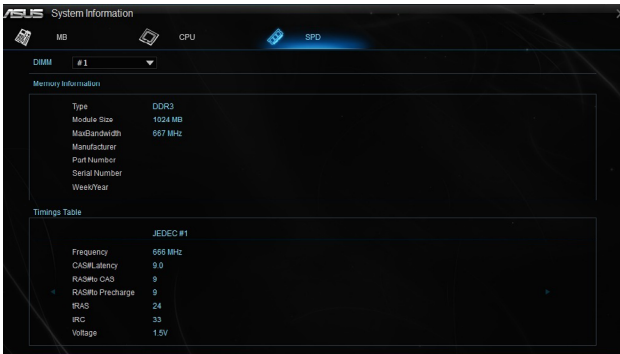 ASUS System Information
MB CPU SPD
DIMM #1
Memory Information
Type DDR3
Module Size 1024 MB
MaxBandwidth 667 MHz
Manufacturer
Part Number
Serial Number
Week/Year
Timings Table
JEDEC #1
Frequency 666 MHz
CAS#Latency 9.0
RAS#to CAS 9
RAS#to Precharge 9
tRAS 24
tRC 33
Voltage 1.5V